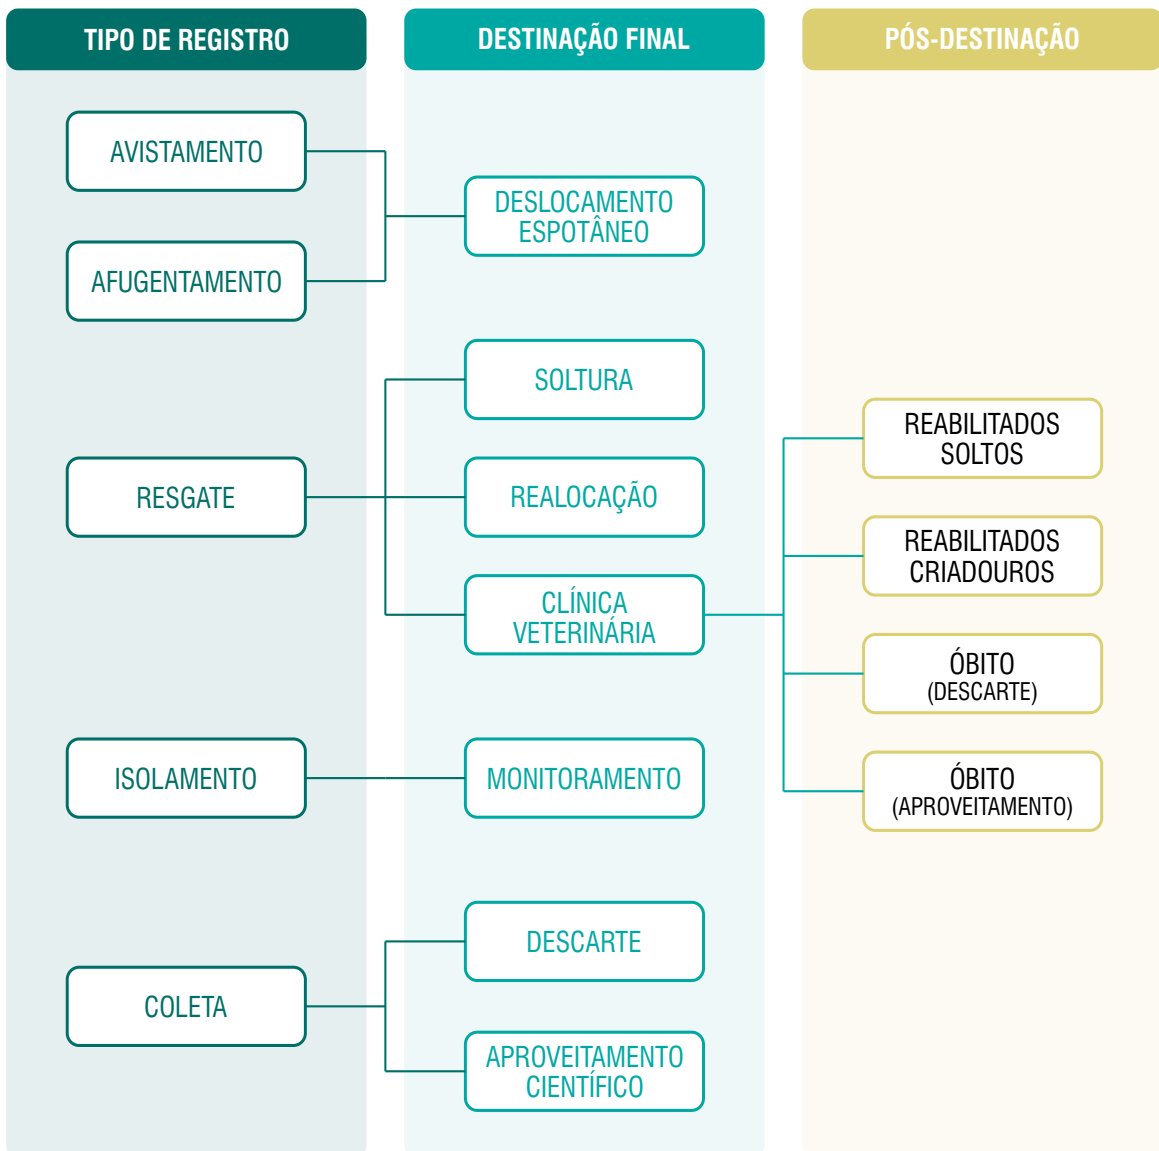 TIPO DE REGISTRO
AVISTAMENTO
AFUGENTAMENTO
RESGATE
ISOLAMENTO
COLETA
DESTINAÇÃO FINAL
DESLOCAMENTO
ESPOTÂNEO
SOLTURA
REALOCAÇÃO
CLÍNICA
VETERINÁRIA
MONITORAMENTO
DESCARTE
APROVEITAMENTO
CIENTÍFICO
PÓS-DESTINAÇÃO
REABILITADOS
SOLTOS
REABILITADOS
CRIADOUROS
ÓBITO
(DESCARTE)
ÓBITO
(APROVEITAMENTO)